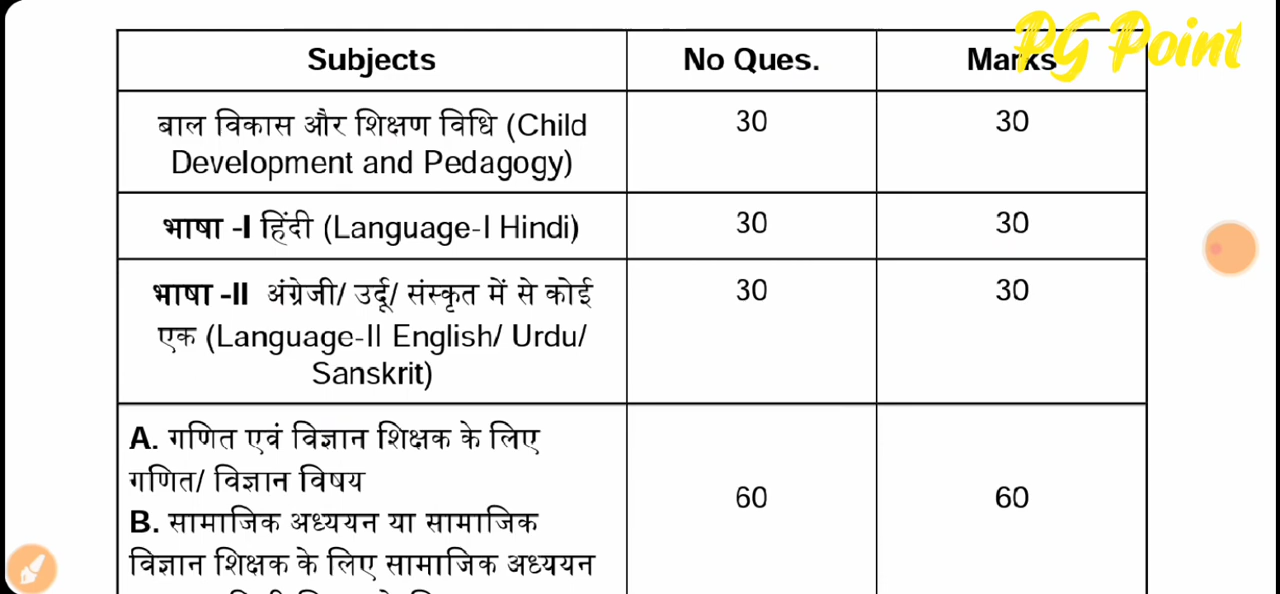 PG Point
Subjects No Ques. Marks
बाल विकास और शिक्षण विधि (Child 30 30
Development and Pedagogy)
भाषा -I हिंदी (Language-I Hindi) 30 30
भाषा -II अंग्रेजी/ उर्दू/ संस्कृत में से कोई 30 30
एक (Language-II English/ Urdu/
Sanskrit)
A. गणित एवं विज्ञान शिक्षक के लिए
गणित/ विज्ञान विषय 60 60
B. सामाजिक अध्ययन या सामाजिक
विज्ञान शिक्षक के लिए सामाजिक अध्ययन